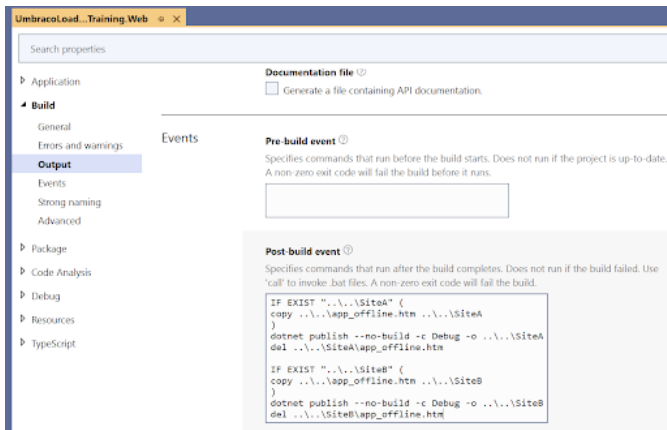 UmbracoLoad...Training.Web
Search properties
Application
Build
General
Errors and warnings
Output
Events
Strong naming
Advanced
Package
Code Analysis
Debug
Resources
TypeScript
Documentation file
Generate a file containing API documentation.
Events
Pre-build event
Specifies commands that run before the build starts. Does not run if the project is up-to-date.
A non-zero exit code will fail the build before it runs.
Post-build event
Specifies commands that run after the build completes. Does not run if the build failed. Use
'call' to invoke .bat files. A non-zero exit code will fail the build.
IF EXIST "..\..\SiteA" (
copy ..\..\app_offline.htm ..\..\SiteA
)
dotnet publish --no-build -c Debug -o ..\..\SiteA
del ..\..\SiteA\app_offline.htm
IF EXIST "..\..\SiteB" (
copy ..\..\app_offline.htm ..\..\SiteB
)
dotnet publish --no-build -c Debug -o ..\..\SiteB
del ..\..\SiteB\app_offline.htm